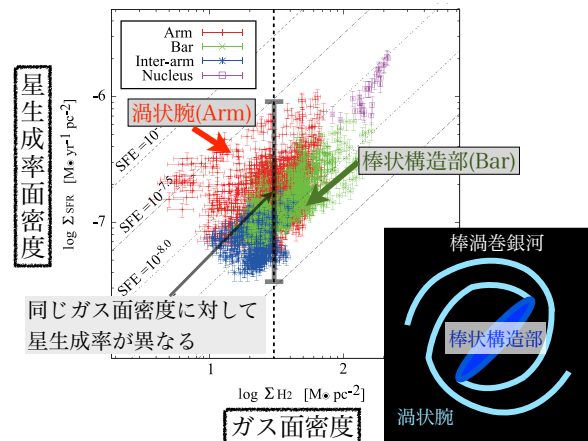 Arm
Bar
Inter-arm
Nucleus
渦状腕(Arm)
棒状構造部(Bar)
SFE =10-
SFE =10-7.5
SFE =10-8.0
星生成率面密度
log ΣSFR [M★ yr-1 pc-2]
-6
-7
同じガス面密度に対して
星生成率が異なる
1
2
log ΣH2 [M★ pc-2]
ガス面密度
棒渦巻銀河
棒状構造部
渦状腕